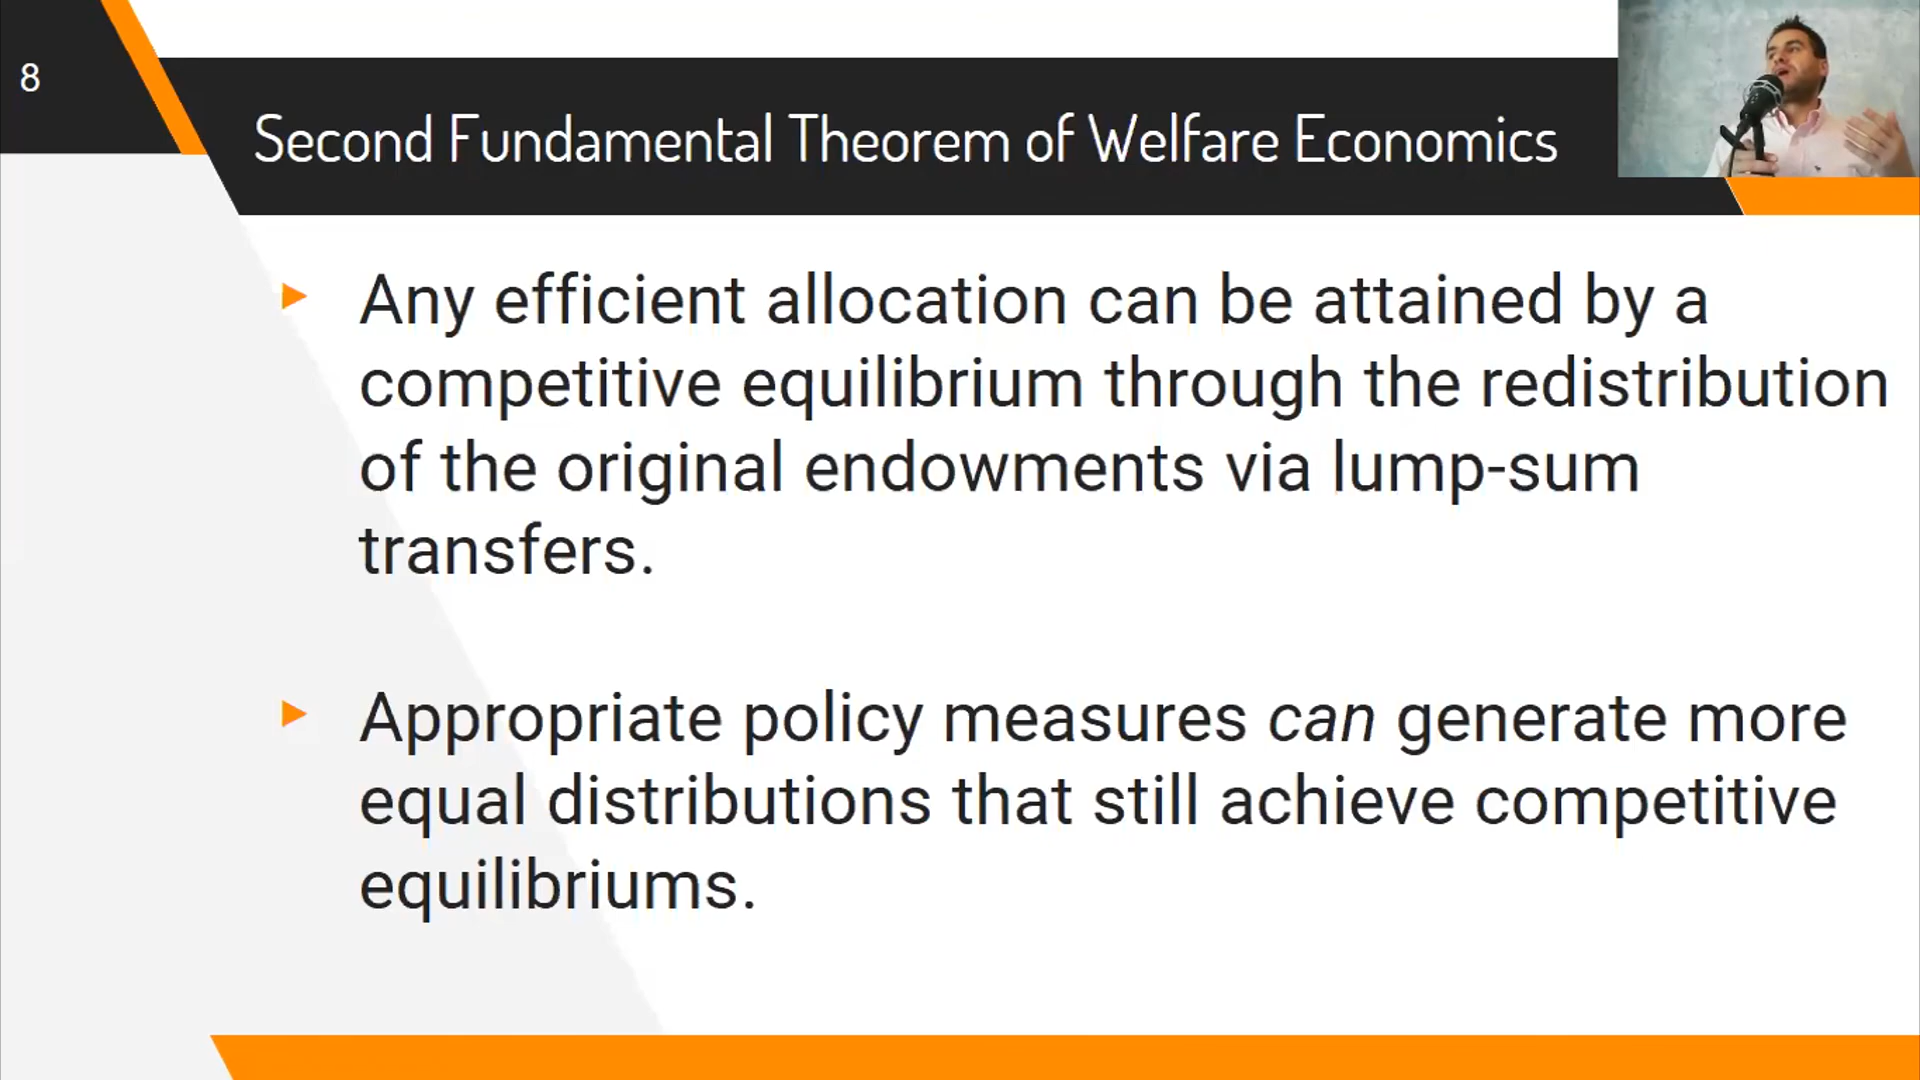 8
Second Fundamental Theorem of Welfare Economics
Any efficient allocation can be attained by a
competitive equilibrium through the redistribution
of the original endowments via lump-sum
transfers.
Appropriate policy measures can generate more
equal distributions that still achieve competitive
equilibriums.